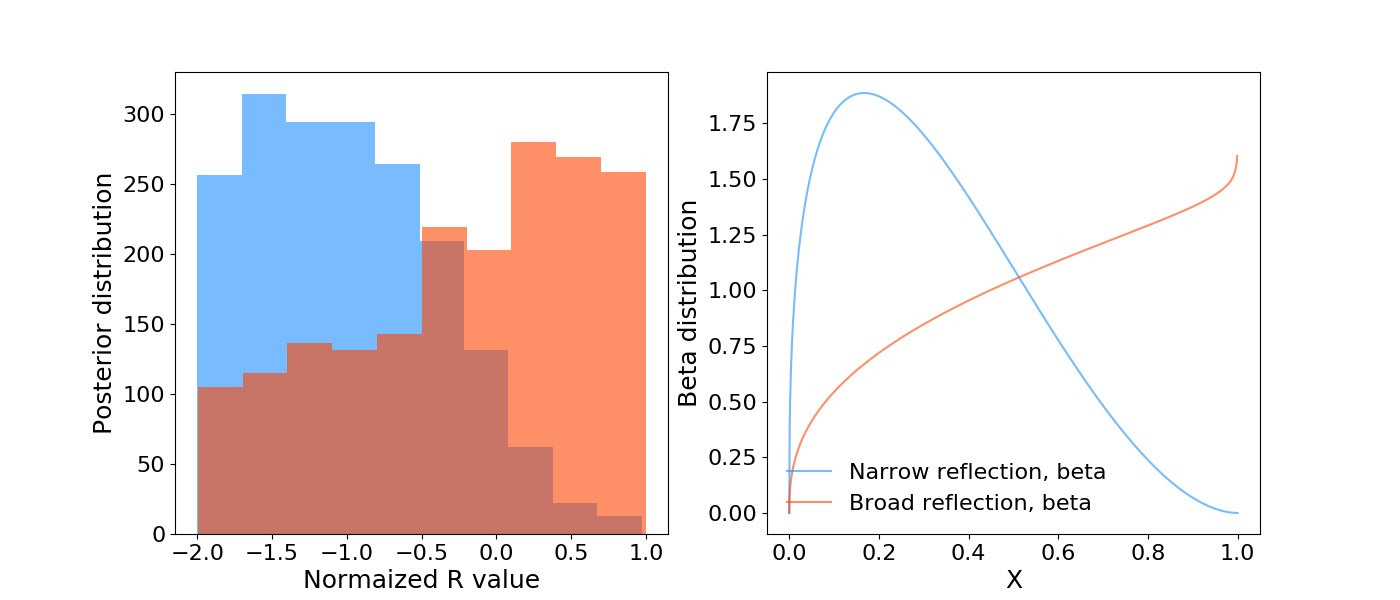 Posterior distribution
300
250
200
150
100
50
0
−2.0 −1.5 −1.0 −0.5 0.0 0.5 1.0
Normaized R value
Beta distribution
1.75
1.50
1.25
1.00
0.75
0.50
0.25
0.00
Narrow reflection, beta
Broad reflection, beta
0.0 0.2 0.4 0.6 0.8 1.0
X